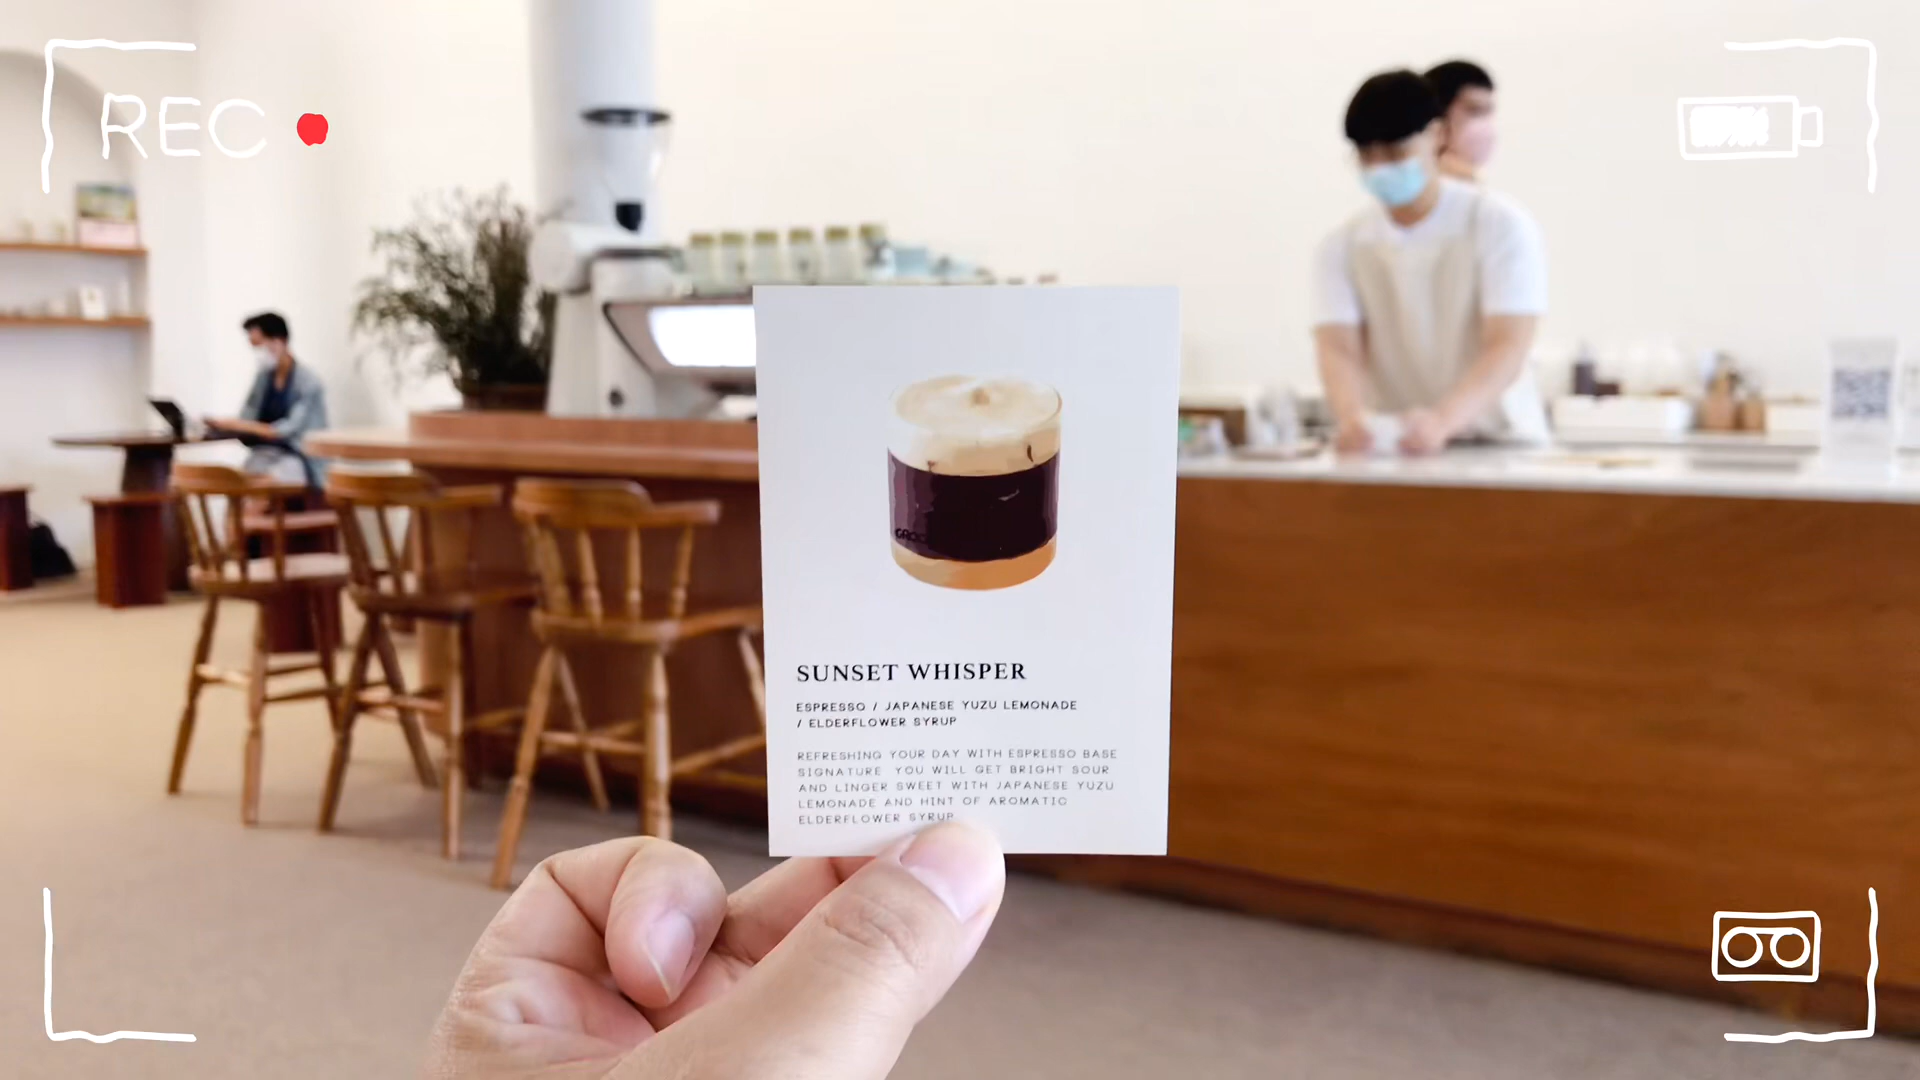 REC
SUNSET WHISPER
ESPRESSO / JAPANESE YUZU LEMONADE
/ ELDERFLOWER SYRUP
REFRESHING YOUR DAY WITH ESPRESSO BASE
SIGNATURE YOU WILL GET BRIGHT SOUR
AND LINGER SWEET WITH JAPANESE YUZU
LEMONADE AND HINT OF AROMATIC
ELDERFLOWER SYRUP